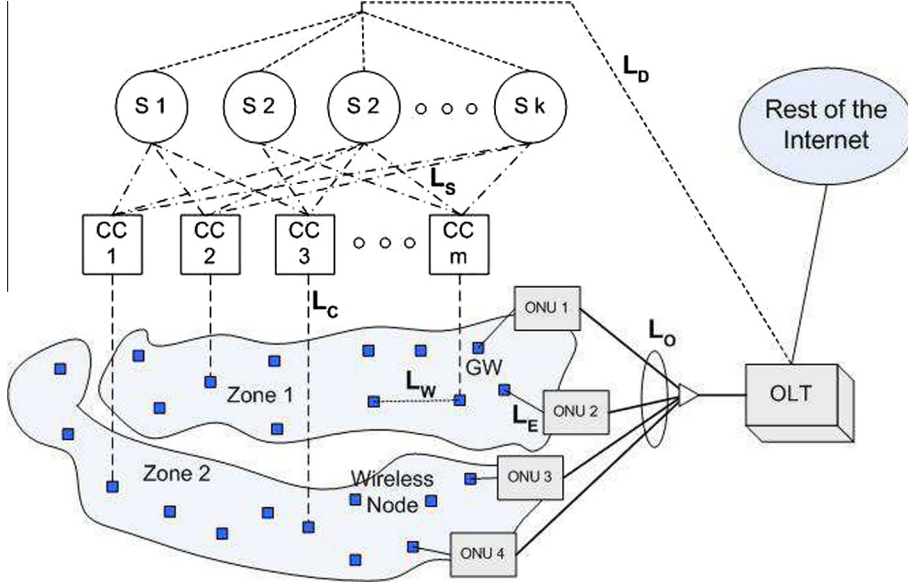 L_D
S 1
S 2
S 2
S k
Rest of the
Internet
L_S
CC
1
CC
2
CC
3
CC
m
L_C
ONU 1
L_O
GW
Zone 1
L_W
OLT
L_E
ONU 2
Zone 2
Wireless
Node
ONU 3
ONU 4